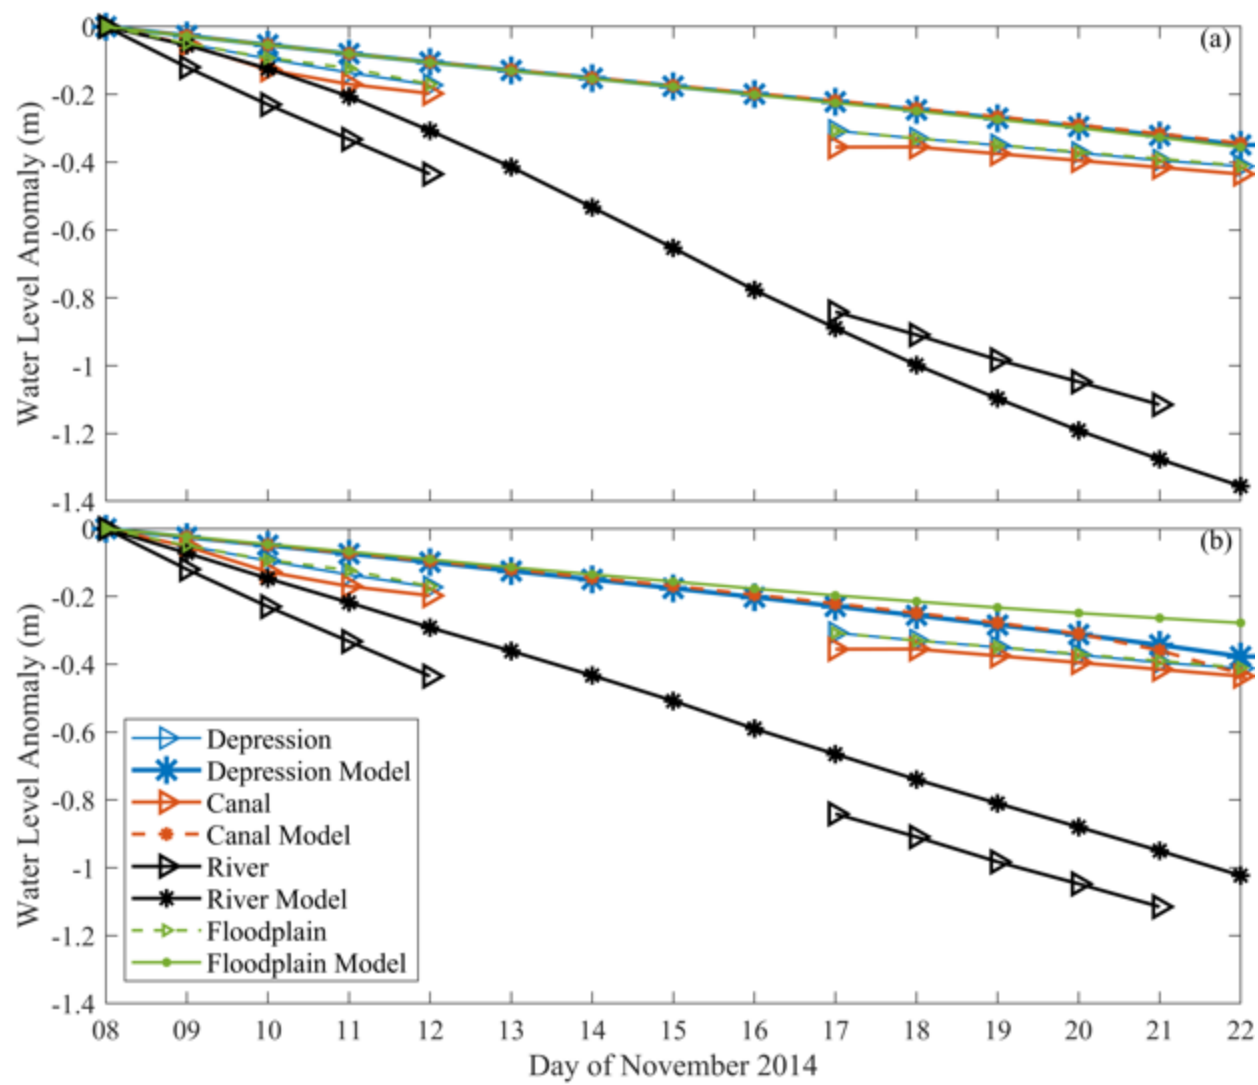 (a)
0
-0.2
-0.4
-0.6
-0.8
-1
-1.2
-1.4
Water Level Anomaly (m)
(b)
0
-0.2
-0.4
-0.6
-0.8
-1
-1.2
-1.4
Water Level Anomaly (m)
Depression
Depression Model
Canal
Canal Model
River
River Model
Floodplain
Floodplain Model
08 09 10 11 12 13 14 15 16 17 18 19 20 21 22
Day of November 2014